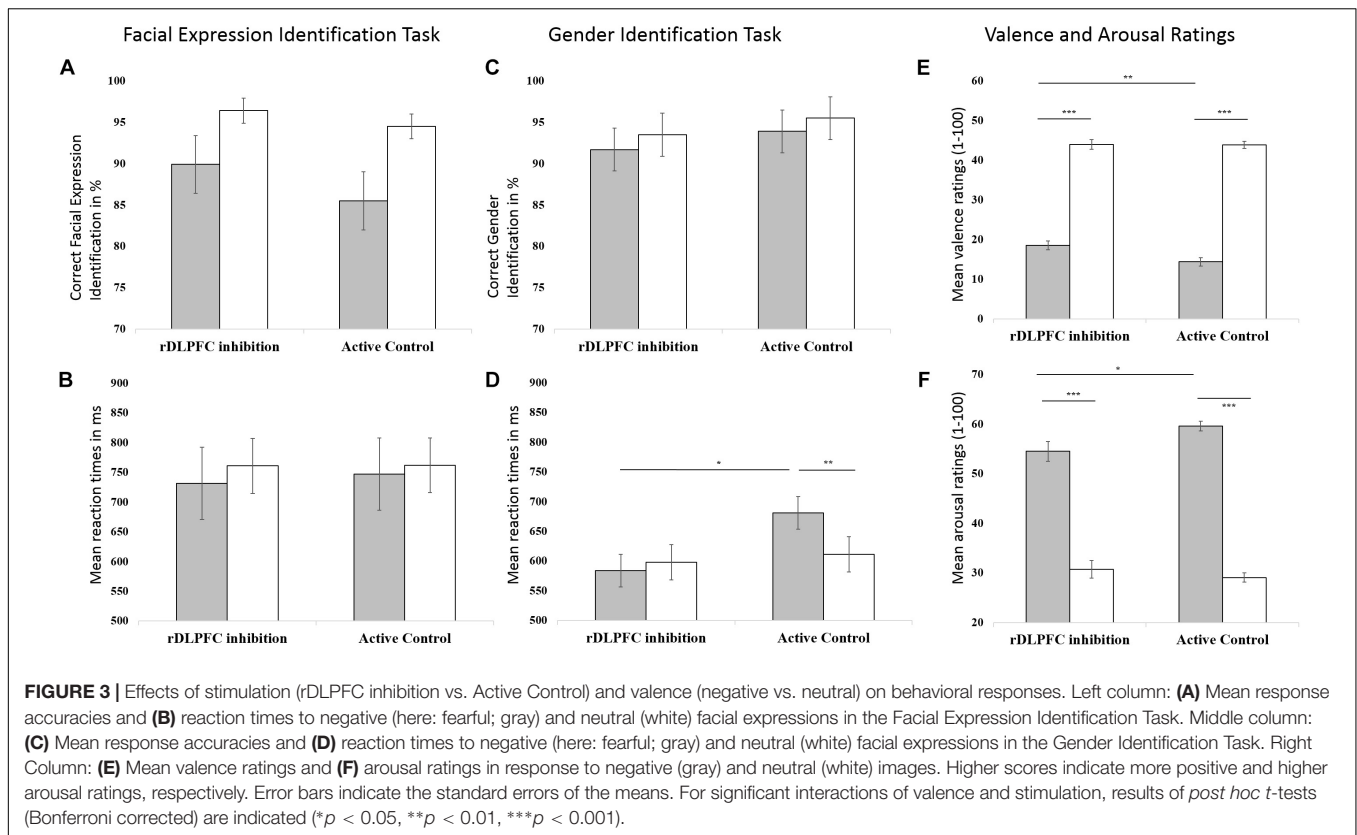 Facial Expression Identification Task
Gender Identification Task
Valence and Arousal Ratings
A
Correct Facial Expression
Identification in %
100
95
90
85
80
75
70
rDLPFC inhibition
Active Control
B
Mean reaction times in ms
900
850
800
750
700
650
600
550
500
rDLPFC inhibition
Active Control
C
Correct Gender
Identification in %
100
95
90
85
80
75
70
rDLPFC inhibition
Active Control
D
Mean reaction times in ms
900
850
800
750
700
650
600
550
500
*
**
rDLPFC inhibition
Active Control
E
Mean valence ratings (1-100)
60
50
40
30
20
10
0
**
***
***
rDLPFC inhibition
Active Control
F
Mean arousal ratings (1-100)
70
60
50
40
30
20
*
***
***
rDLPFC inhibition
Active Control
FIGURE 3 | Effects of stimulation (rDLPFC inhibition vs. Active Control) and valence (negative vs. neutral) on behavioral responses. Left column: (A) Mean response
accuracies and (B) reaction times to negative (here: fearful; gray) and neutral (white) facial expressions in the Facial Expression Identification Task. Middle column:
(C) Mean response accuracies and (D) reaction times to negative (here: fearful; gray) and neutral (white) facial expressions in the Gender Identification Task. Right
Column: (E) Mean valence ratings and (F) arousal ratings in response to negative (gray) and neutral (white) images. Higher scores indicate more positive and higher
arousal ratings, respectively. Error bars indicate the standard errors of the means. For significant interactions of valence and stimulation, results of post hoc t-tests
(Bonferroni corrected) are indicated (*p < 0.05, **p < 0.01, ***p < 0.001).